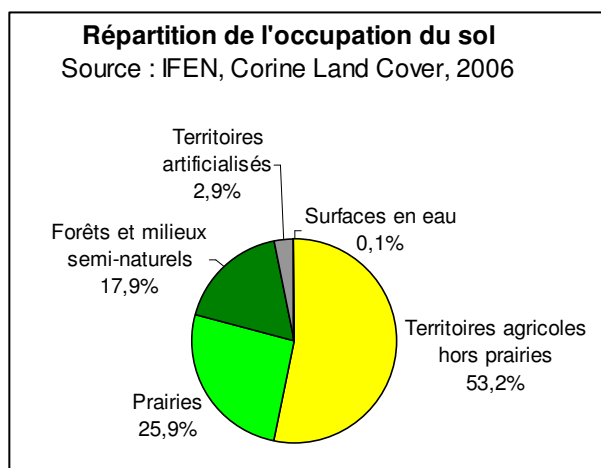 Répartition de l'occupation du sol
Source : IFEN, Corine Land Cover, 2006
Territoires
artificialisés
2,9%
Surfaces en eau
0,1%
Forêts et milieux
semi-naturels
17,9%
Territoires agricoles
hors prairies
53,2%
Prairies
25,9%